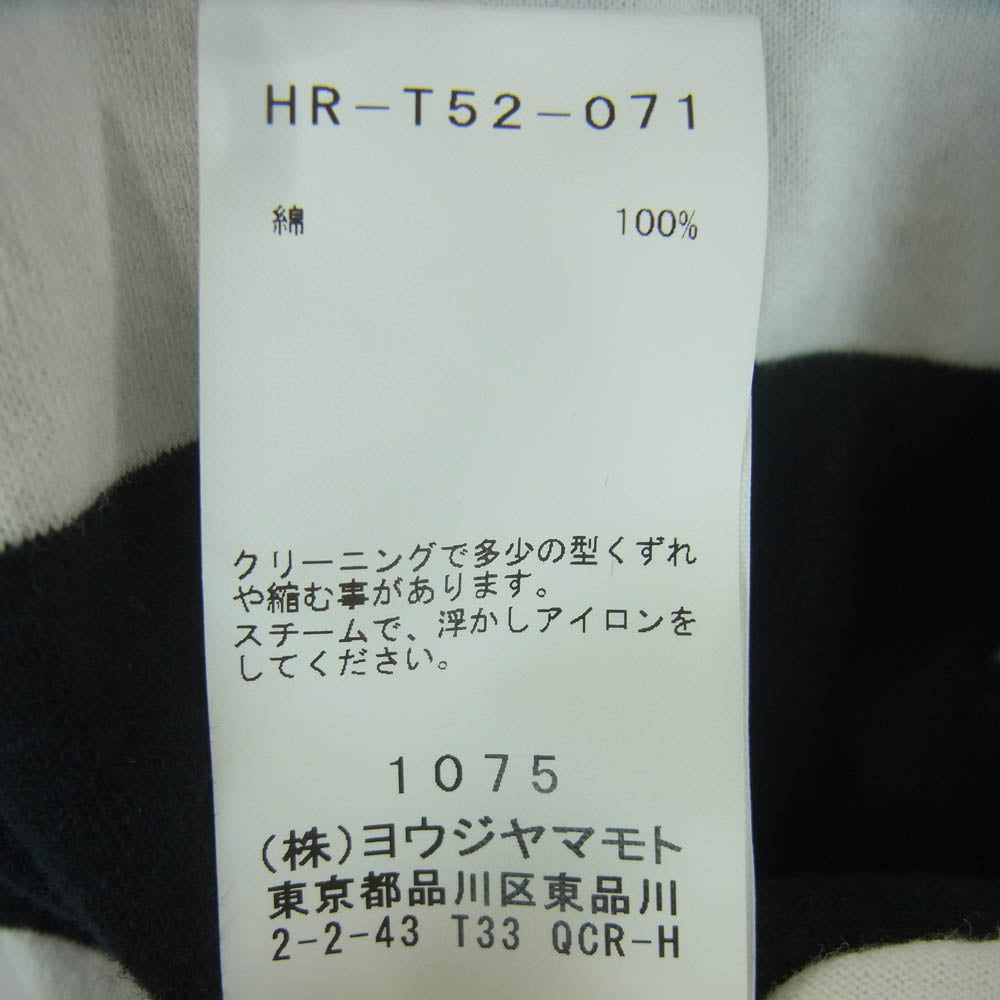 HR-T52-071
綿 100%
クリーニングで多少の型くずれ
や縮む事があります。
スチームで、浮かしアイロンを
してください。
1075
(株)ヨウジヤマモト
東京都品川区東品川
2-2-43 T33 QCR-H